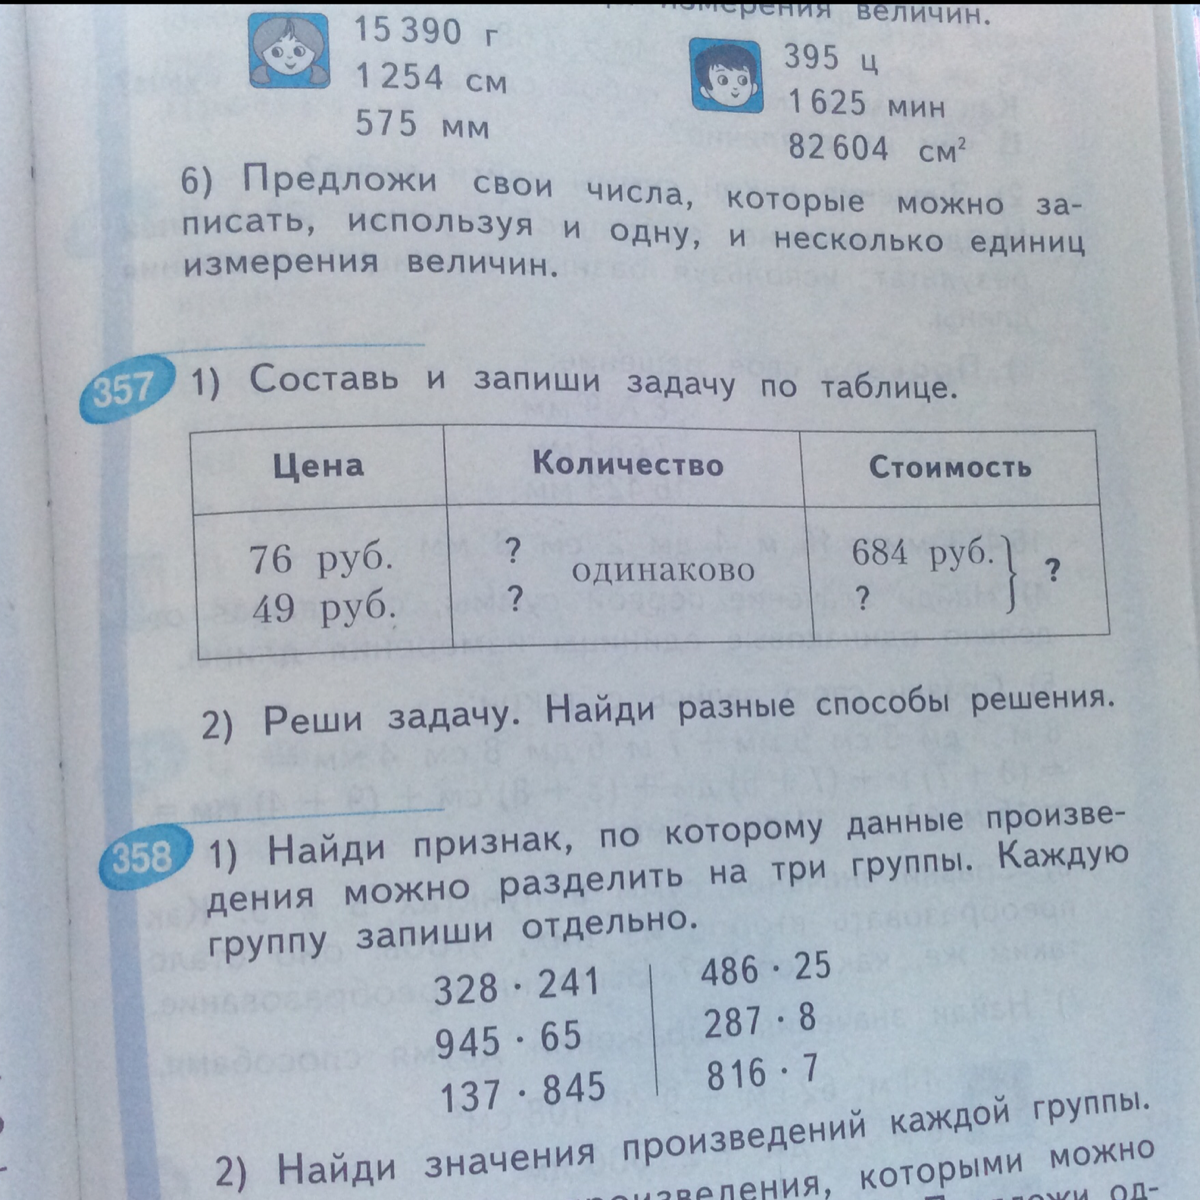 измерения величин.
15 390 г
1 254 см
575 мм
395 ц
1 625 мин
82 604 см²
6) Предложи свои числа, которые можно за-
писать, используя и одну, и несколько единиц
измерения величин.
357 1) Составь и запиши задачу по таблице.
Цена Количество Стоимость
76 руб. ? одинаково 684 руб. } ?
49 руб. ? ?
2) Реши задачу. Найди разные способы решения.
358 1) Найди признак, по которому данные произве-
дения можно разделить на три группы. Каждую
группу запиши отдельно.
328 · 241
945 · 65
137 · 845
486 · 25
287 · 8
816 · 7
2) Найди значения произведений каждой группы.
которыми можно